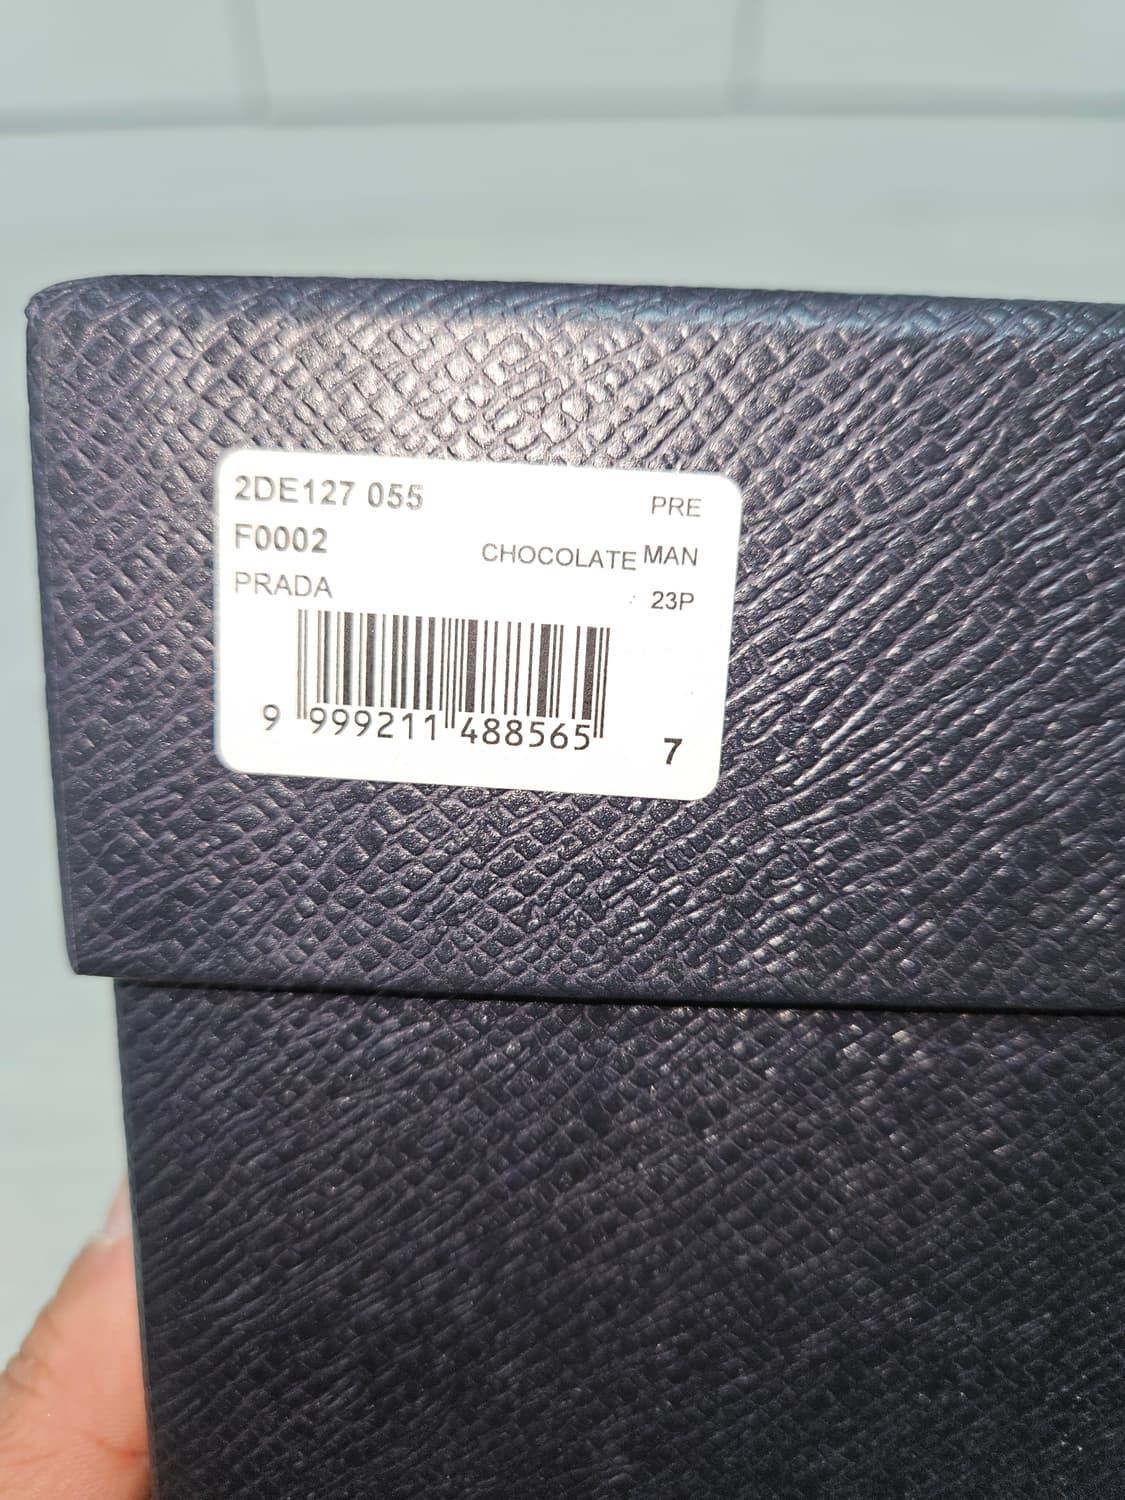 2DE127 055 PRE
F0002 CHOCOLATE MAN
PRADA 23P
9 999211 488565 7